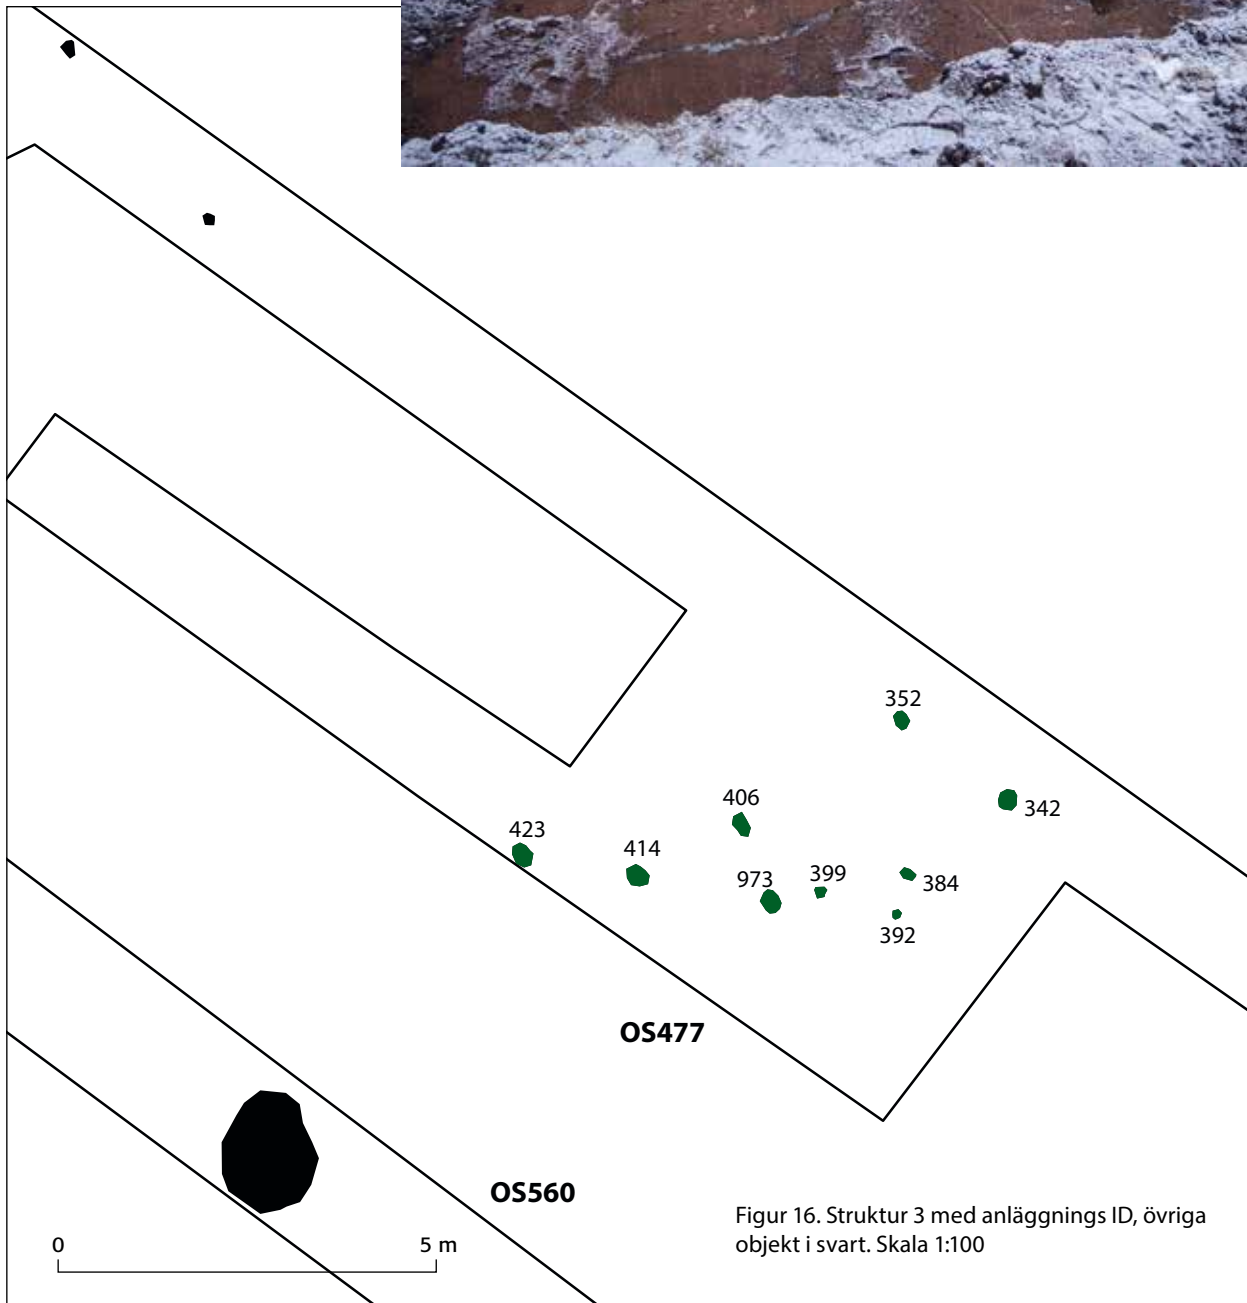 352
342
406
423
414
399
973
384
392
OS477
OS560
0 5 m
Figur 16. Struktur 3 med anläggnings ID, övriga
objekt i svart. Skala 1:100